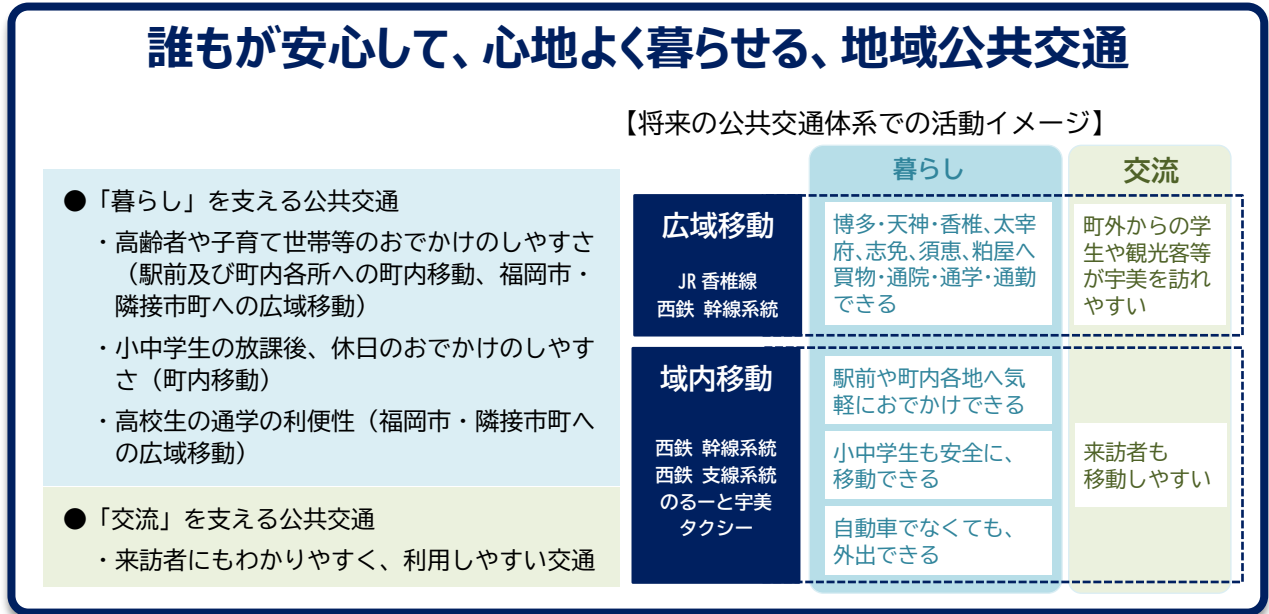 誰もが安心して、心地よく暮らせる、地域公共交通
●「暮らし」を支える公共交通
・高齢者や子育て世帯等のおでかけのしやすさ
（駅前及び町内各所への町内移動、福岡市・
隣接市町への広域移動）
・小中学生の放課後、休日のおでかけのしやす
さ（町内移動）
・高校生の通学の利便性（福岡市・隣接市町へ
の広域移動）
●「交流」を支える公共交通
・来訪者にもわかりやすく、利用しやすい交通
【将来の公共交通体系での活動イメージ】
暮らし
交流
広域移動
JR 香椎線
西鉄 幹線系統
博多・天神・香椎、太宰
府、志免、須恵、粕屋へ
買物・通院・通学・通勤
できる
町外からの学
生や観光客等
が宇美を訪れ
やすい
域内移動
西鉄 幹線系統
西鉄 支線系統
のるーと宇美
タクシー
駅前や町内各地へ気
軽におでかけできる
小中学生も安全に、
移動できる
自動車でなくても、
外出できる
来訪者も
移動しやすい